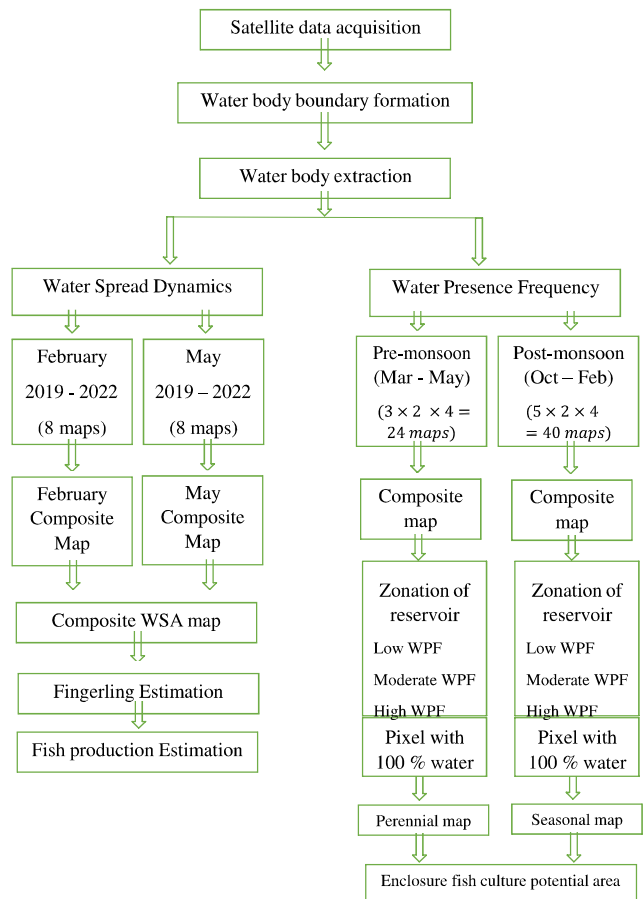 Satellite data acquisition
Water body boundary formation
Water body extraction
Water Spread Dynamics
February
2019 - 2022
(8 maps)
May
2019 – 2022
(8 maps)
February
Composite
Map
May
Composite
Map
Composite WSA map
Fingerling Estimation
Fish production Estimation
Water Presence Frequency
Pre-monsoon
(Mar - May)
(3 × 2 × 4 =
24 maps)
Post-monsoon
(Oct – Feb)
(5 × 2 × 4
= 40 maps)
Composite
map
Composite
map
Zonation of
reservoir
Low WPF
Moderate WPF
High WPF
Zonation of
reservoir
Low WPF
Moderate WPF
High WPF
Pixel with
100 % water
Pixel with
100 % water
Perennial map
Seasonal map
Enclosure fish culture potential area